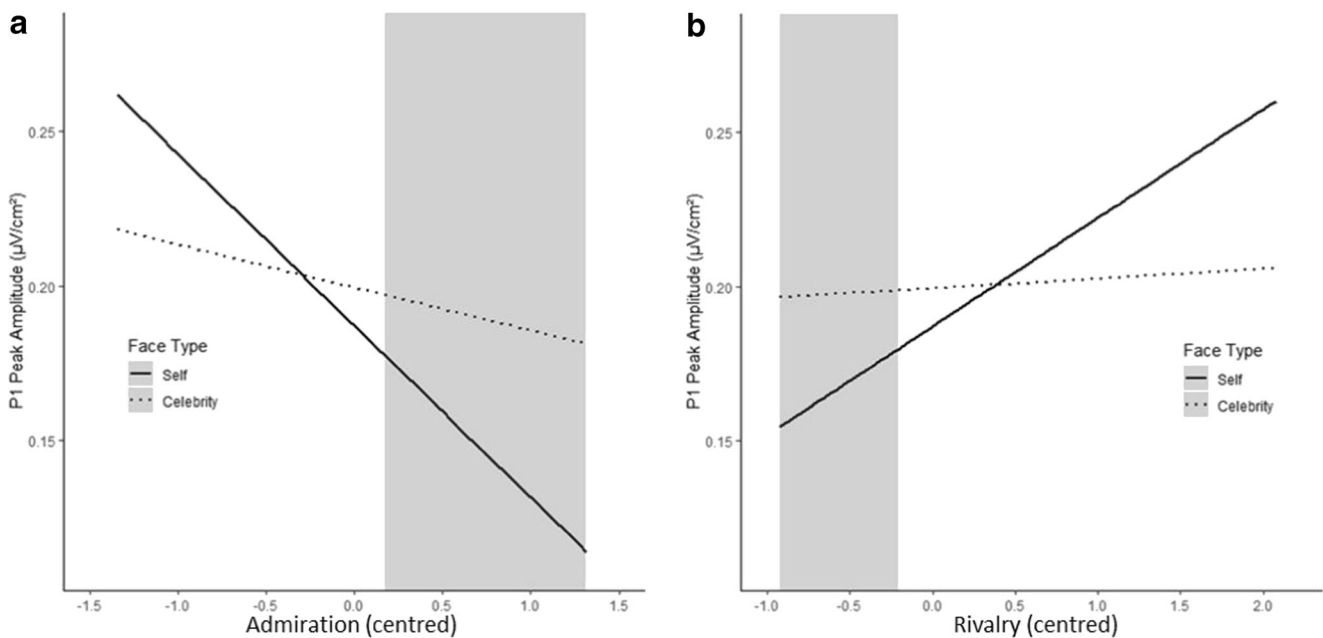 a
P1 Peak Amplitude (µV/cm²)
0.25
0.20
0.15
Face Type
Self
Celebrity
-1.5 -1.0 -0.5 0.0 0.5 1.0 1.5
Admiration (centred)
b
P1 Peak Amplitude (µV/cm²)
0.25
0.20
0.15
Face Type
Self
Celebrity
-1.0 -0.5 0.0 0.5 1.0 1.5 2.0
Rivalry (centred)